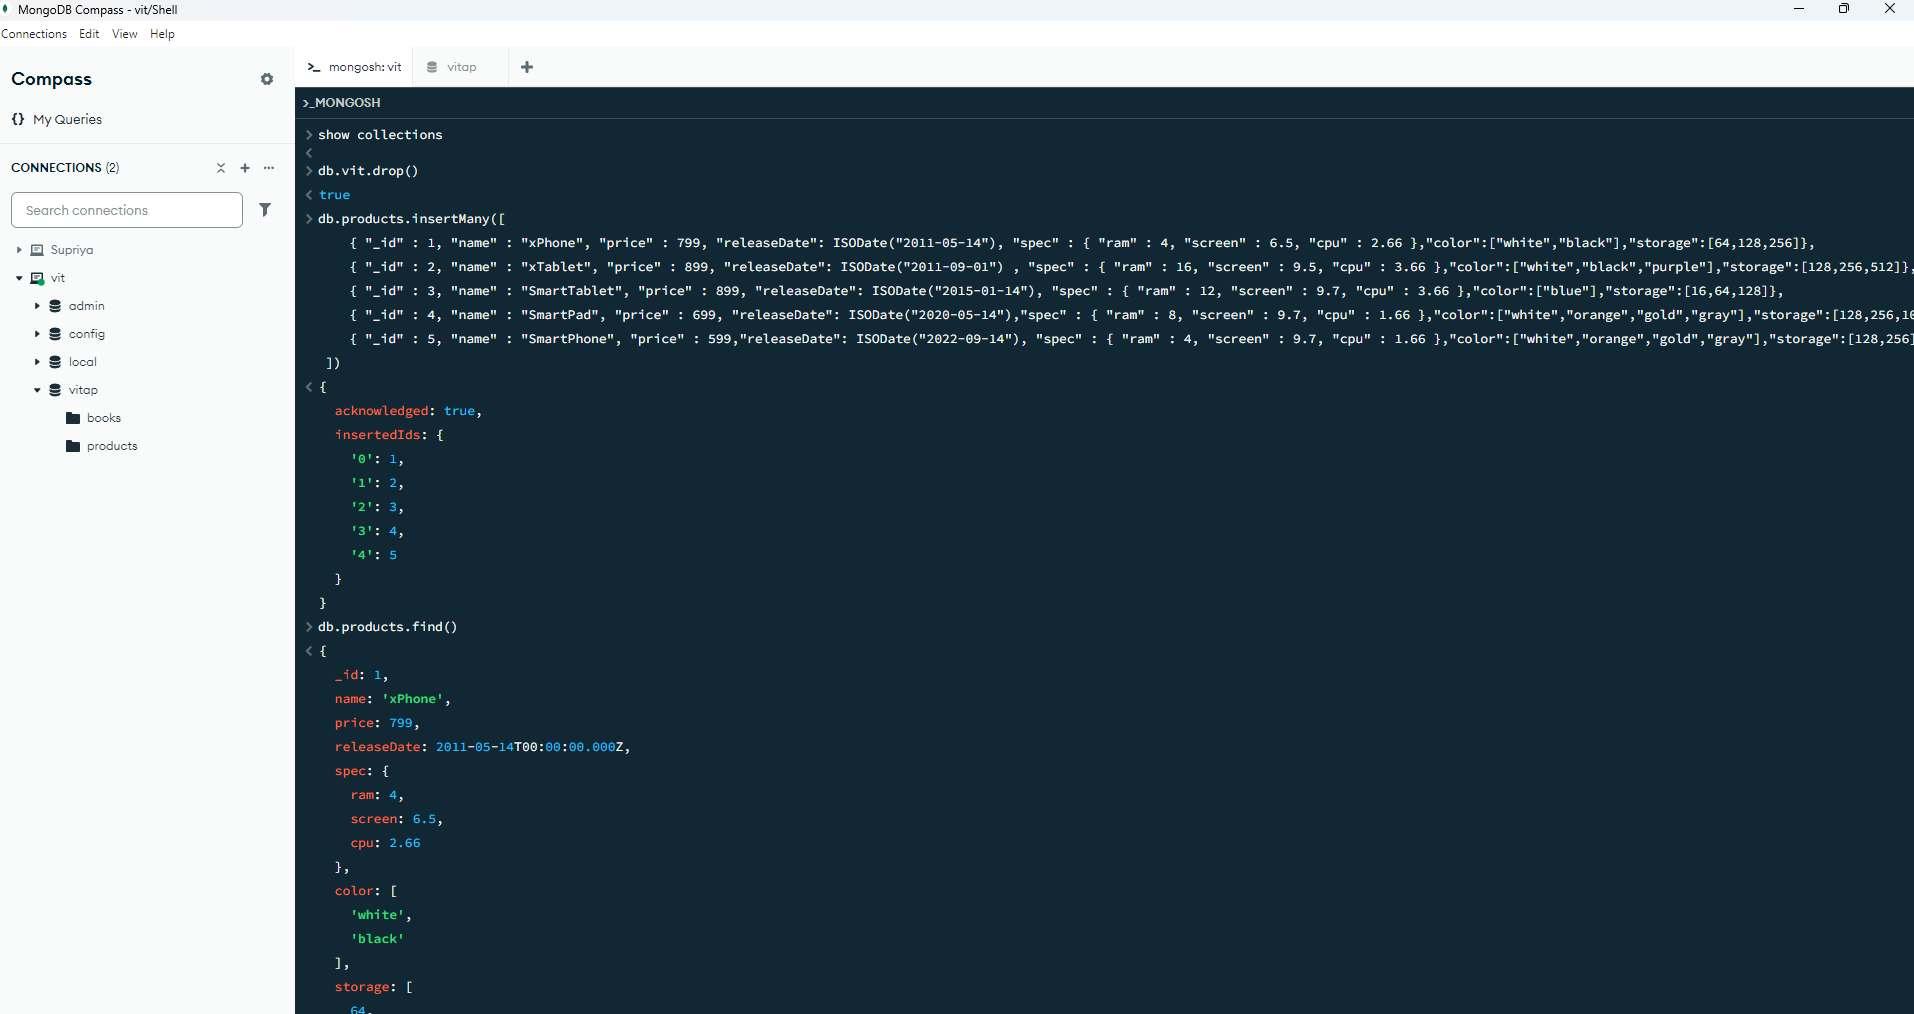 MongoDB Compass - vit/Shell
Connections Edit View Help
Compass
{} My Queries
CONNECTIONS (2)
Search connections
Supriya
vit
admin
config
local
vitap
books
products
>_ mongosh: vit
vitap
>_MONGOSH
> show collections
<
> db.vit.drop()
< true
> db.products.insertMany([
{ "_id" : 1, "name" : "xPhone", "price" : 799, "releaseDate": ISODate("2011-05-14"), "spec" : { "ram" : 4, "screen" : 6.5, "cpu" : 2.66 },"color":["white","black"],"storage":[64,128,256]},
{ "_id" : 2, "name" : "xTablet", "price" : 899, "releaseDate": ISODate("2011-09-01") , "spec" : { "ram" : 16, "screen" : 9.5, "cpu" : 3.66 },"color":["white","black","purple"],"storage":[128,256,512]},
{ "_id" : 3, "name" : "SmartTablet", "price" : 899, "releaseDate": ISODate("2015-01-14"), "spec" : { "ram" : 12, "screen" : 9.7, "cpu" : 3.66 },"color":["blue"],"storage":[16,64,128]},
{ "_id" : 4, "name" : "SmartPad", "price" : 699, "releaseDate": ISODate("2020-05-14"),"spec" : { "ram" : 8, "screen" : 9.7, "cpu" : 1.66 },"color":["white","orange","gold","gray"],"storage":[128,256,10
{ "_id" : 5, "name" : "SmartPhone", "price" : 599,"releaseDate": ISODate("2022-09-14"), "spec" : { "ram" : 4, "screen" : 9.7, "cpu" : 1.66 },"color":["white","orange","gold","gray"],"storage":[128,256]
])
< {
acknowledged: true,
insertedIds: {
'0': 1,
'1': 2,
'2': 3,
'3': 4,
'4': 5
}
}
> db.products.find()
< {
_id: 1,
name: 'xPhone',
price: 799,
releaseDate: 2011-05-14T00:00:00.000Z,
spec: {
ram: 4,
screen: 6.5,
cpu: 2.66
},
color: [
'white',
'black'
],
storage: [
64,